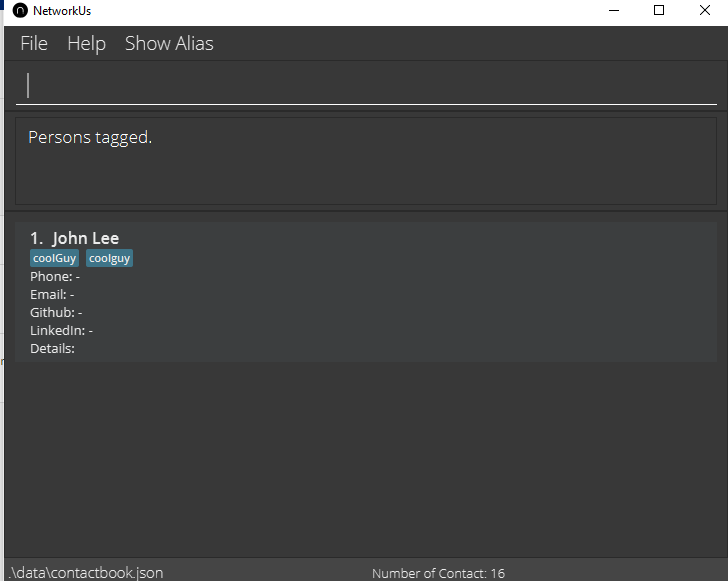 NetworkUs
File Help Show Alias
Persons tagged.
1. John Lee
coolGuy coolguy
Phone: -
Email: -
Github: -
LinkedIn: -
Details:
.\data\contactbook.json Number of Contact: 16